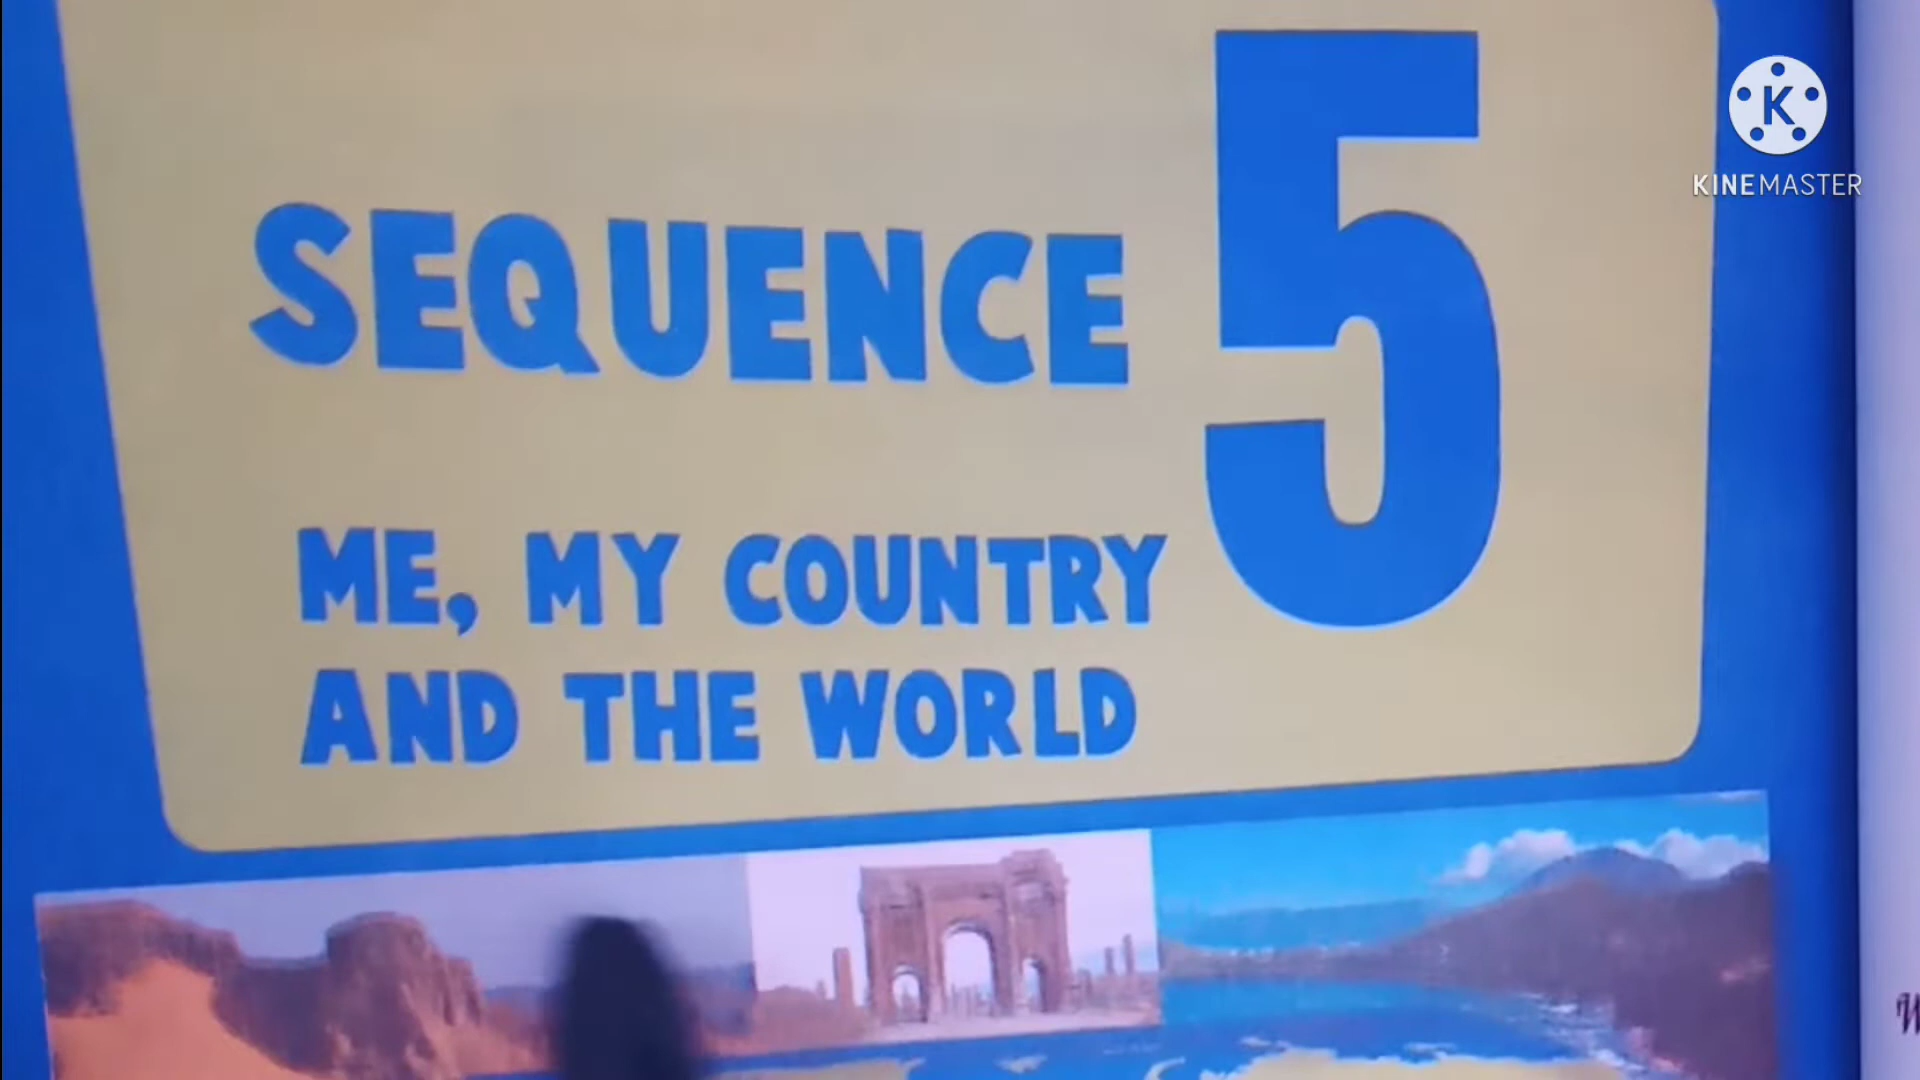 SEQUENCE 5
ME, MY COUNTRY
AND THE WORLD
K
KINEMASTER